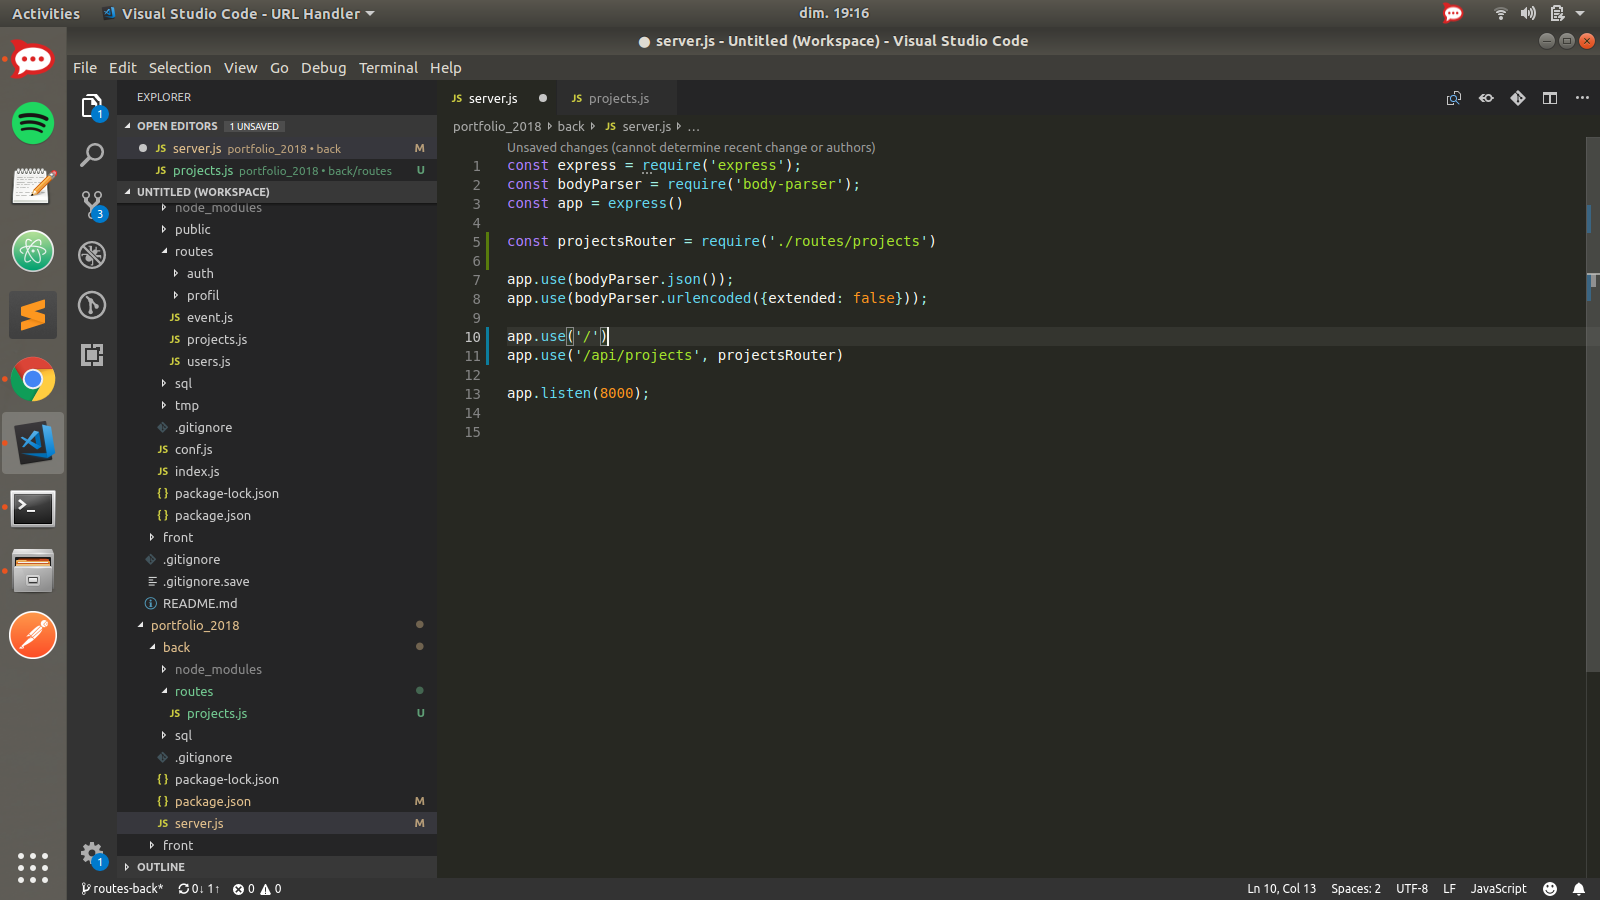 Activities Visual Studio Code - URL Handler dim. 19:16
● server.js - Untitled (Workspace) - Visual Studio Code
File Edit Selection View Go Debug Terminal Help
EXPLORER
OPEN EDITORS 1 UNSAVED
JS server.js portfolio_2018 • back M
JS projects.js portfolio_2018 • back/routes U
UNTITLED (WORKSPACE)
node_modules
public
routes
auth
profil
JS event.js
JS projects.js
JS users.js
sql
tmp
.gitignore
JS conf.js
JS index.js
{} package-lock.json
{} package.json
front
.gitignore
.gitignore.save
README.md
portfolio_2018
back
node_modules
routes
JS projects.js U
sql
.gitignore
{} package-lock.json
{} package.json M
JS server.js M
front
OUTLINE
1
3
1
JS server.js JS projects.js
portfolio_2018 back JS server.js ...
Unsaved changes (cannot determine recent change or authors)
1 const express = require('express');
2 const bodyParser = require('body-parser');
3 const app = express()
4
5 const projectsRouter = require('./routes/projects')
6
7 app.use(bodyParser.json());
8 app.use(bodyParser.urlencoded({extended: false}));
9
10 app.use('/')
11 app.use('/api/projects', projectsRouter)
12
13 app.listen(8000);
14
15
routes-back* 0↓ 1↑ 0 0 Ln 10, Col 13 Spaces: 2 UTF-8 LF JavaScript